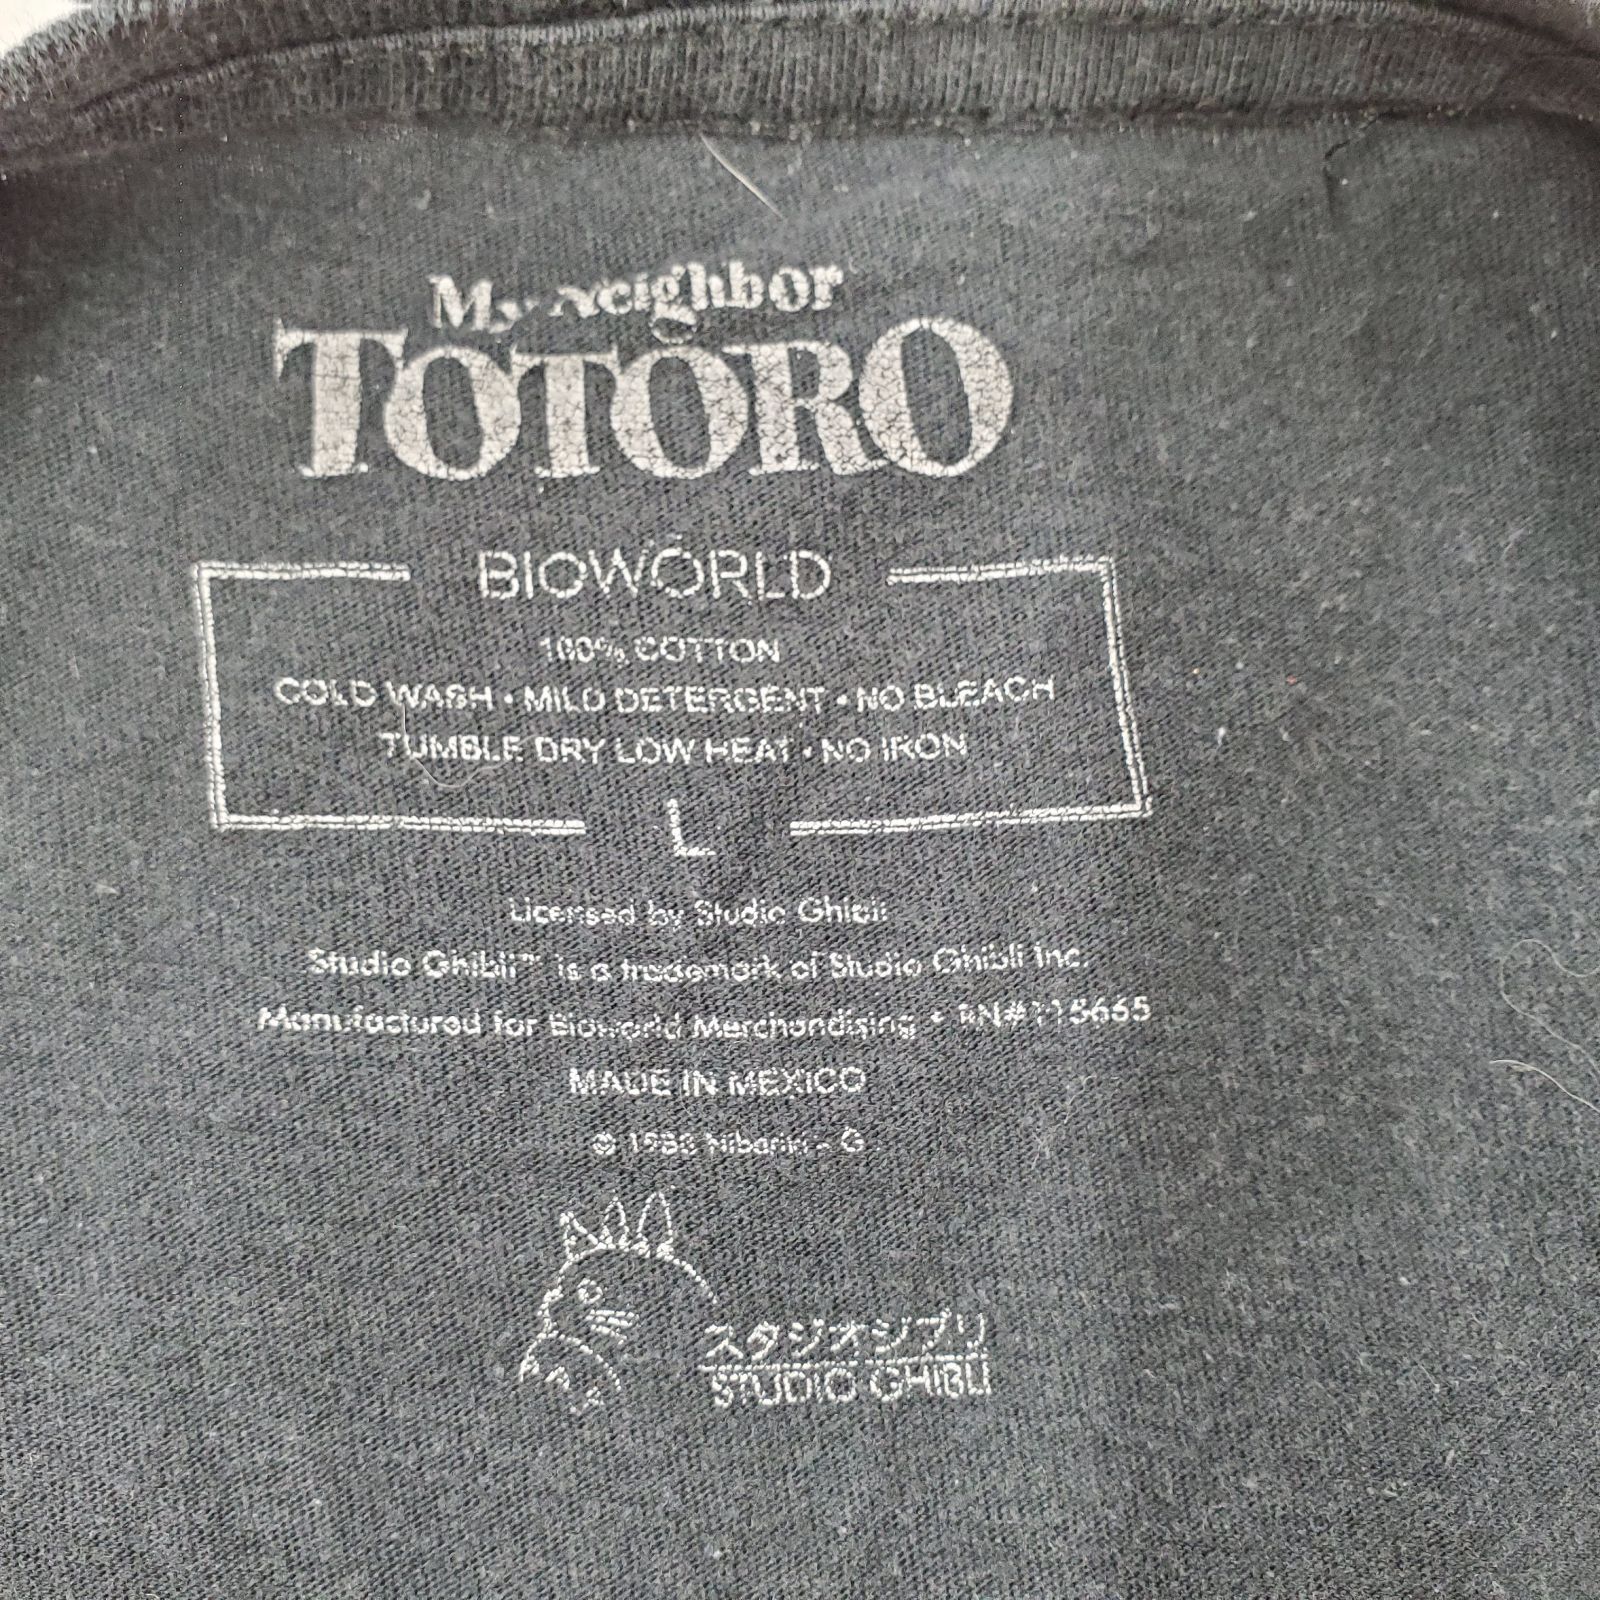 My Neighbor
TOTORO
BIOWORLD
100% COTTON
COLD WASH • MILD DETERGENT • NO BLEACH
TUMBLE DRY LOW HEAT • NO IRON
L
Licensed by Studio Ghibli
Studio Ghibli™ is a trademark of Studio Ghibli Inc.
Manufactured for Bioworld Merchandising • RN#115665
MADE IN MEXICO
© 1988 Nibariki - G
スタジオジブリ
STUDIO GHIBLI